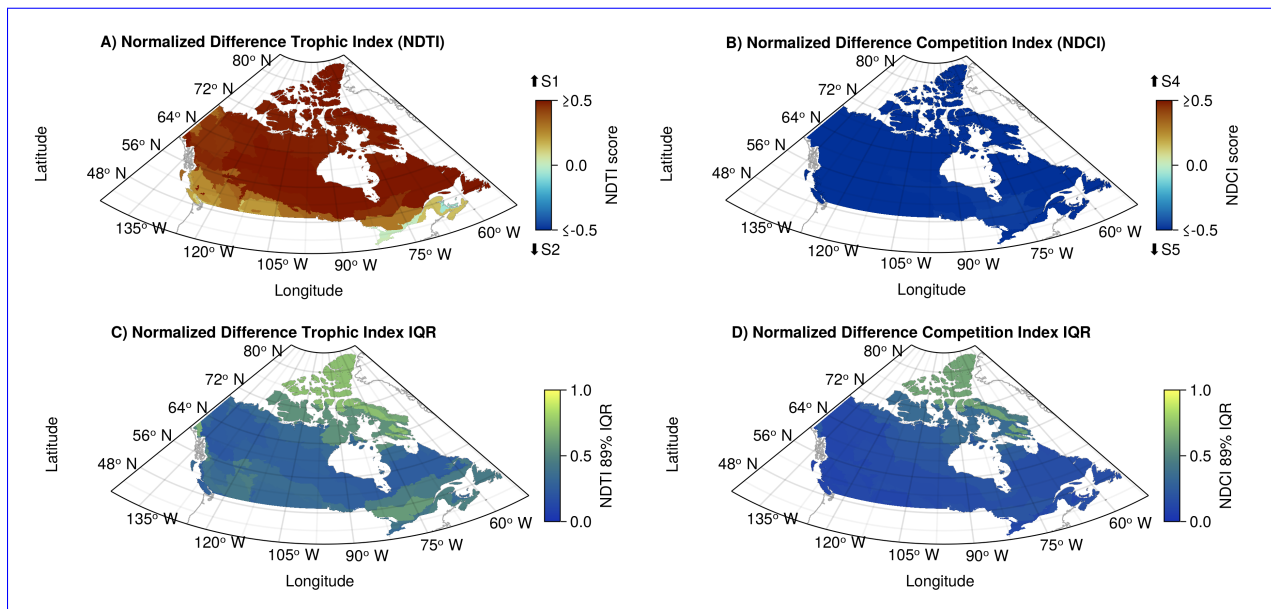 A) Normalized Difference Trophic Index (NDTI)
80° N
72° N
64° N
56° N
48° N
135° W
120° W
105° W
90° W
75° W
60° W
Latitude
Longitude
⬆S1
≥0.5
0.0
≤-0.5
⬇S2
NDTI score
B) Normalized Difference Competition Index (NDCI)
80° N
72° N
64° N
56° N
48° N
135° W
120° W
105° W
90° W
75° W
60° W
Latitude
Longitude
⬆S4
≥0.5
0.0
≤-0.5
⬇S5
NDCI score
C) Normalized Difference Trophic Index IQR
80° N
72° N
64° N
56° N
48° N
135° W
120° W
105° W
90° W
75° W
60° W
Latitude
Longitude
1.0
0.5
0.0
NDTI 89% IQR
D) Normalized Difference Competition Index IQR
80° N
72° N
64° N
56° N
48° N
135° W
120° W
105° W
90° W
75° W
60° W
Latitude
Longitude
1.0
0.5
0.0
NDCI 89% IQR